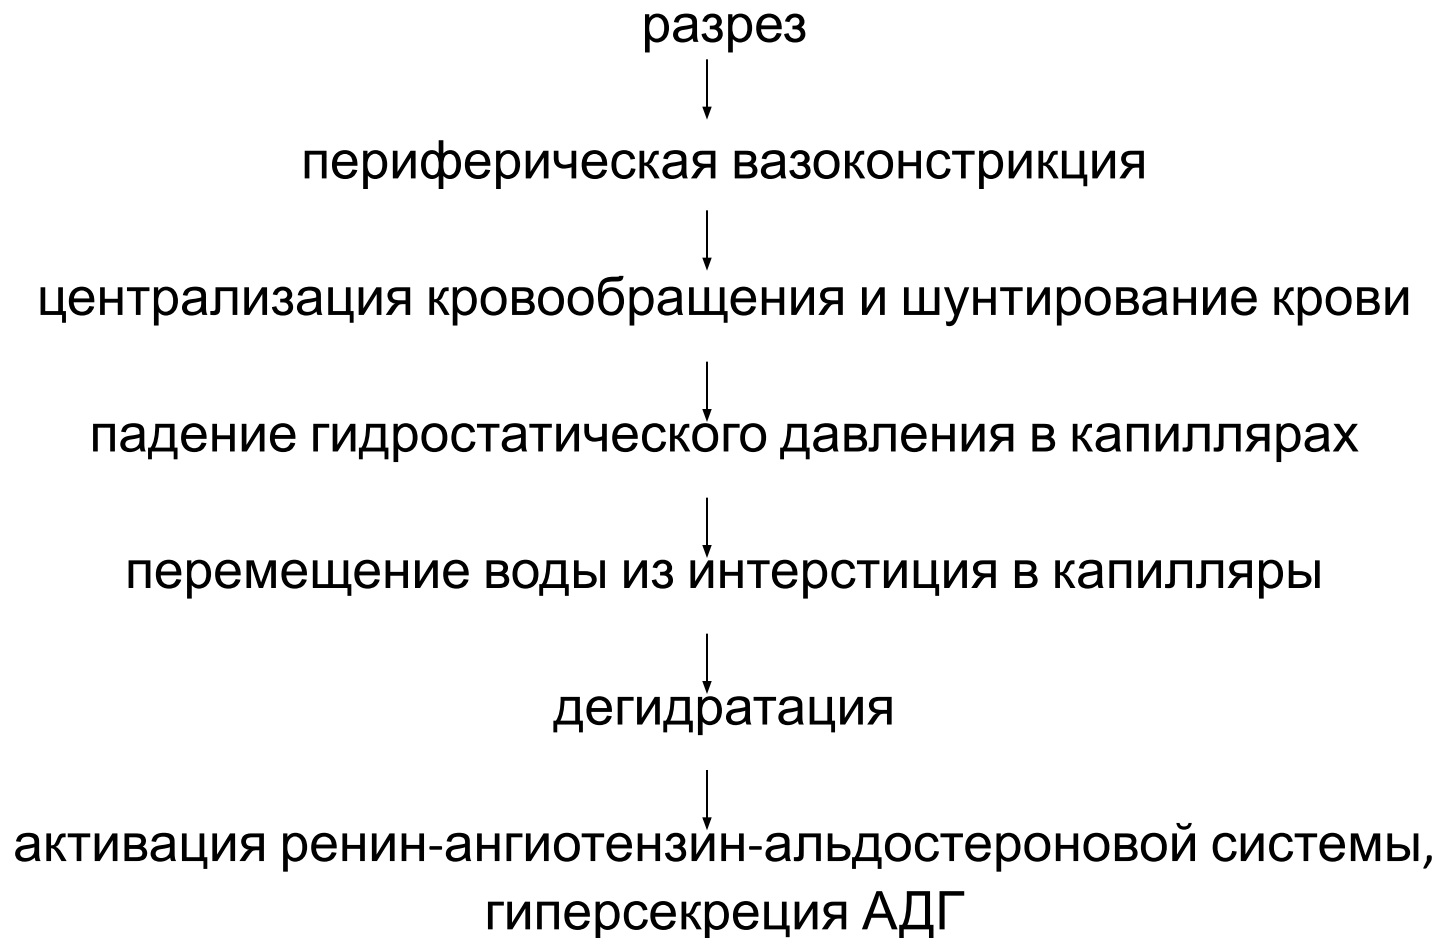 разрез
периферическая вазоконстрикция
централизация кровообращения и шунтирование крови
падение гидростатического давления в капиллярах
перемещение воды из интерстиция в капилляры
дегидратация
активация ренин-ангиотензин-альдостероновой системы,
гиперсекреция АДГ